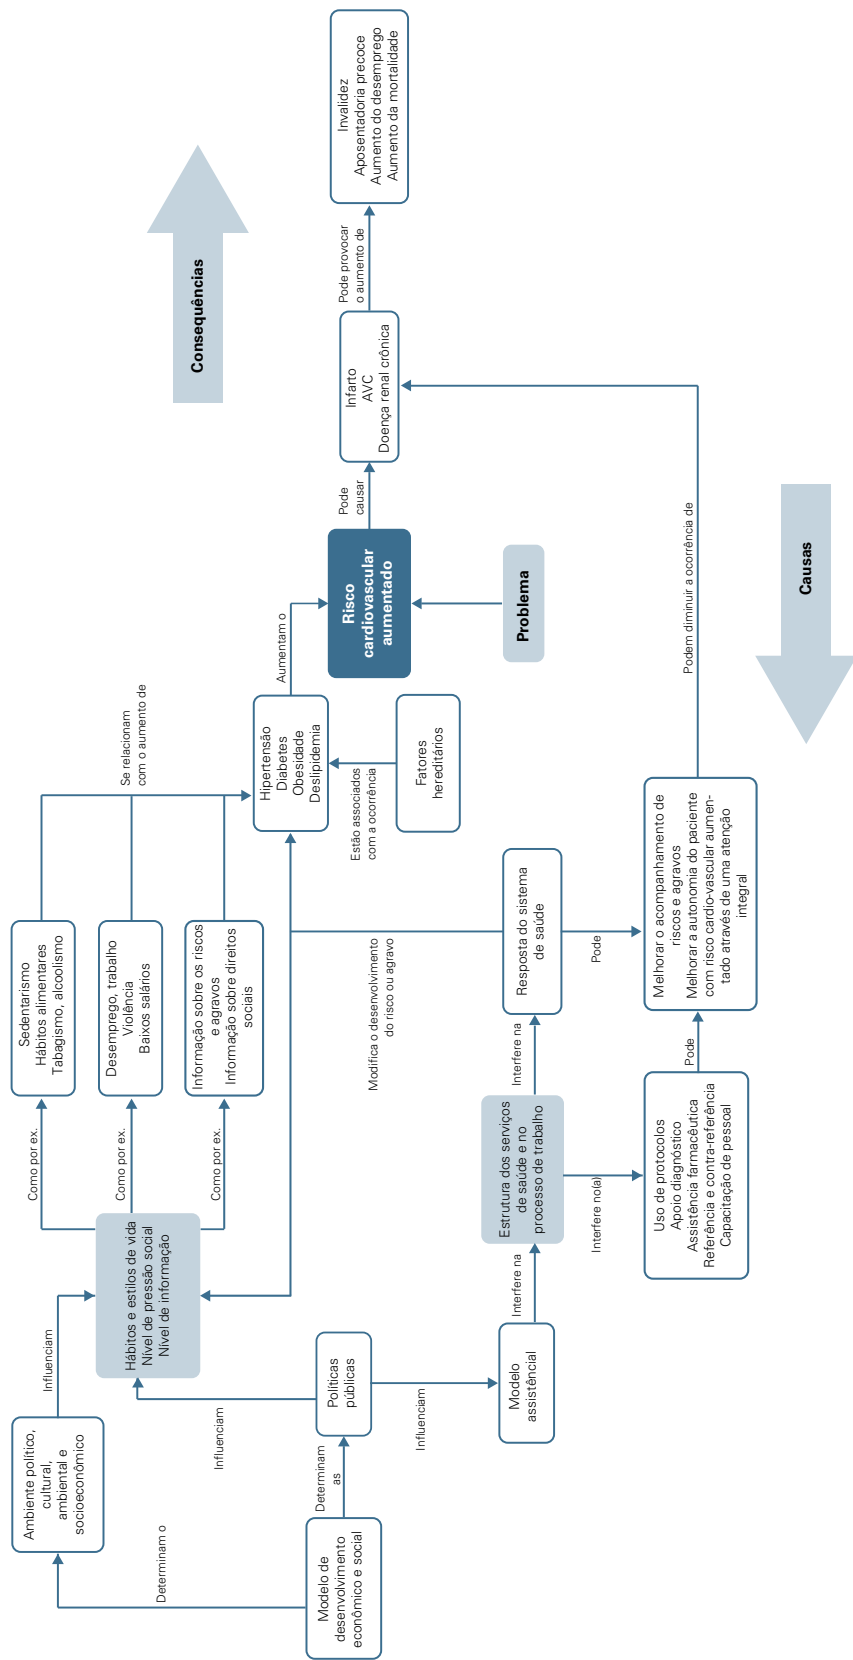 Modelo de
desenvolvimento
econômico e social
Determinam o
Determinam
as
Ambiente político,
cultural,
ambiental e
socioeconômico
Influenciam
Políticas
públicas
Influenciam
Influenciam
Modelo
assistêncial
Interfere na
Hábitos e estilos de vida
Nível de pressão social
Nível de informação
Como por ex.
Como por ex.
Como por ex.
Sedentarismo
Hábitos alimentares
Tabagismo, alcoolismo
Desemprego, trabalho
Violência
Baixos salários
Informação sobre os riscos
e agravos
Informação sobre direitos
sociais
Se relacionam
com o aumento de
Estrutura dos serviços
de saúde e no
processo de trabalho
Interfere na
Interfere no(a)
Uso de protocolos
Apoio diagnóstico
Assistência farmacêutica
Referência e contra-referência
Capacitação de pessoal
Pode
Resposta do sistema
de saúde
Modifica o desenvolvimento
do risco ou agravo
Pode
Melhorar o acompanhamento de
riscos e agravos
Melhorar a autonomia do paciente
com risco cardio-vascular aumen-
tado através de uma atenção
integral
Podem diminuir a ocorrência de
Hipertensão
Diabetes
Obesidade
Deslipidemia
Estão associados
com a ocorrência
Fatores
hereditários
Aumentam o
Risco
cardiovascular
aumentado
Problema
Pode
causar
Infarto
AVC
Doença renal crônica
Pode provocar
o aumento de
Invalidez
Aposentadoria precoce
Aumento do desemprego
Aumento da mortalidade
Consequências
Causas